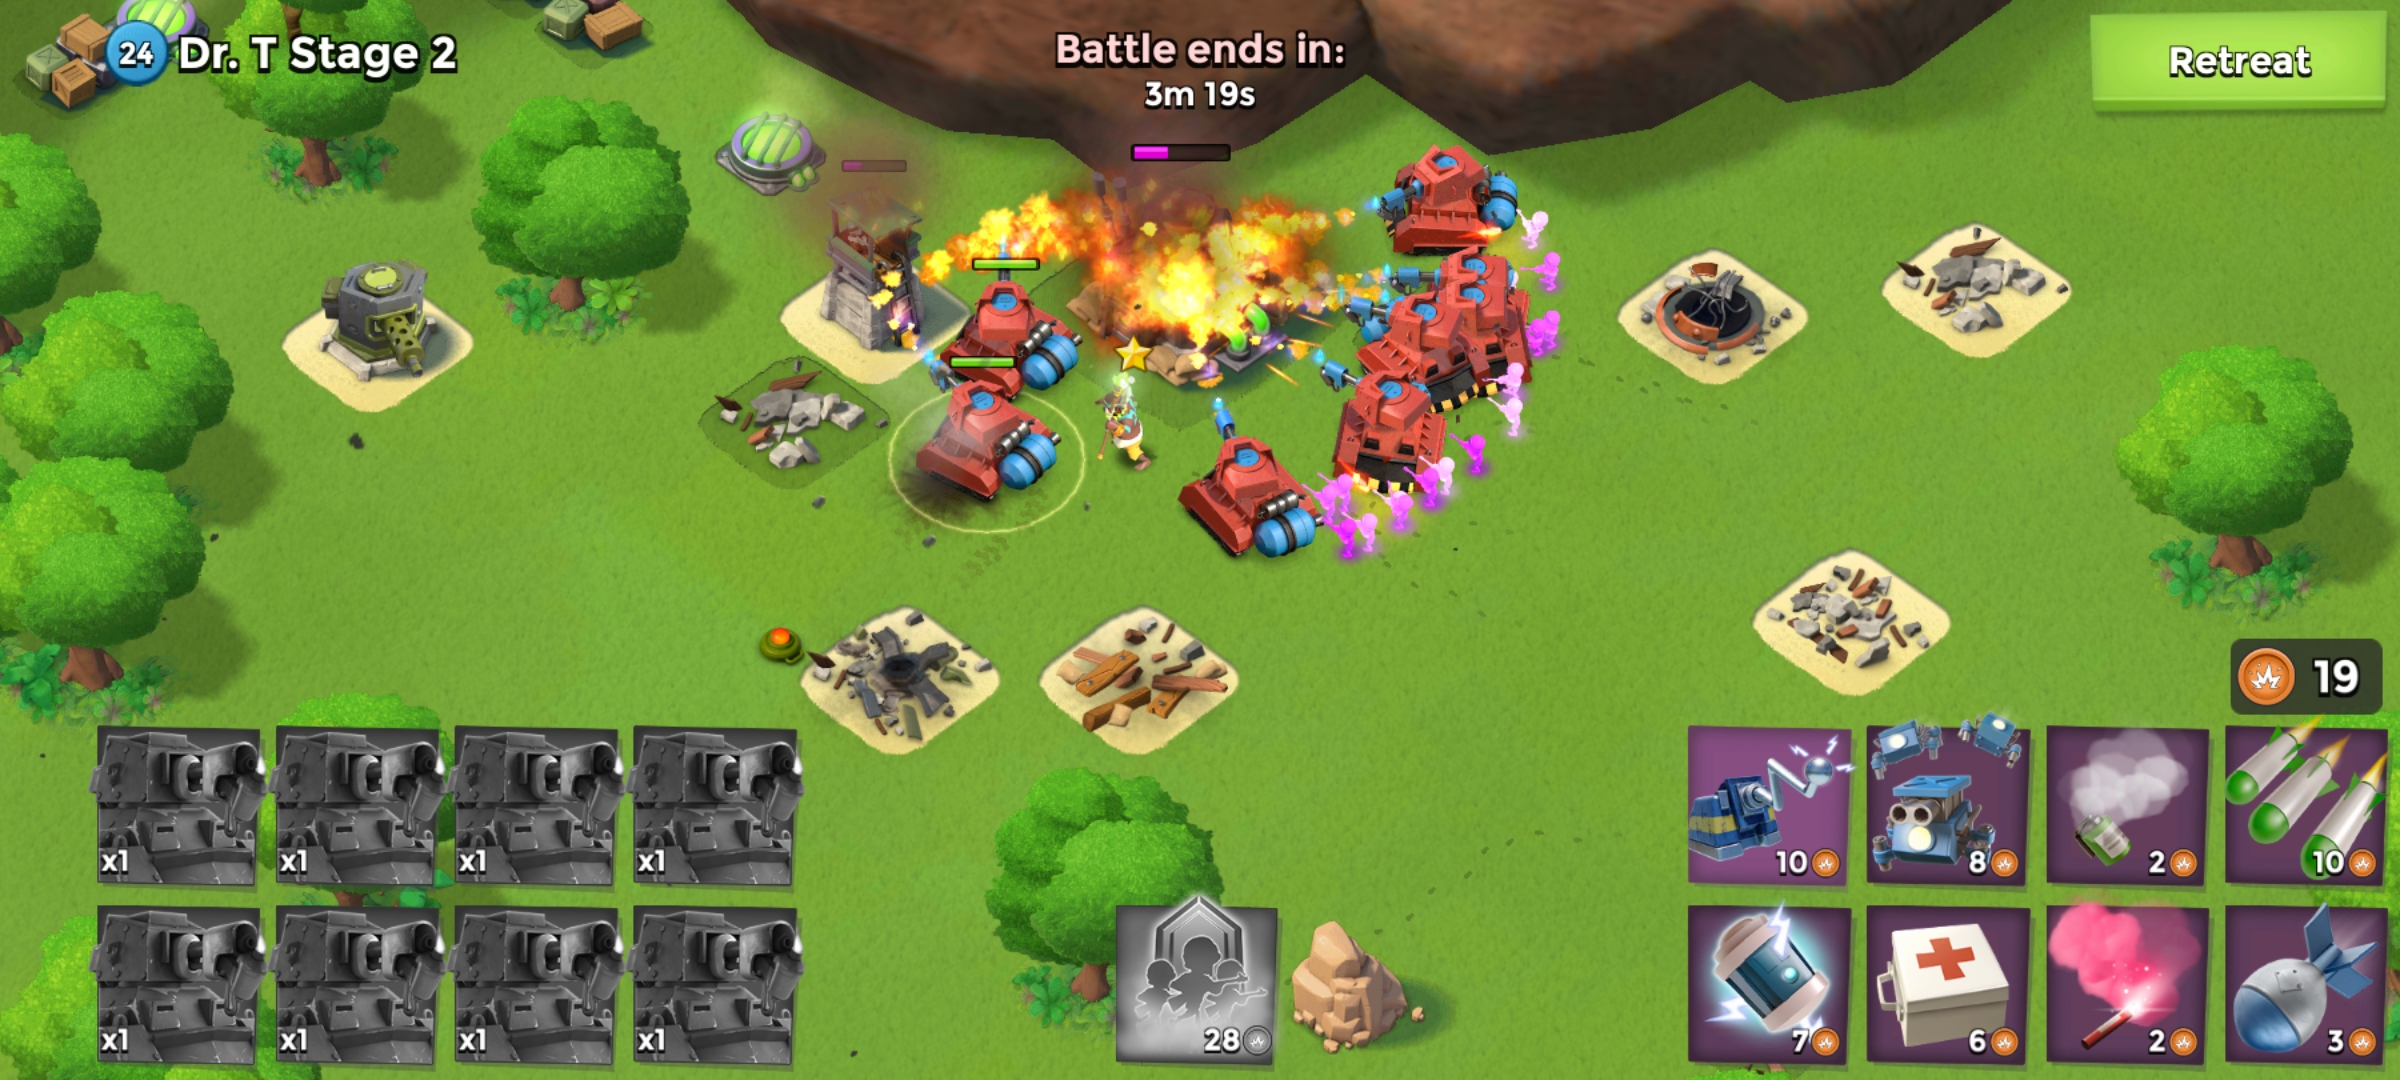 24 Dr. T Stage 2
Battle ends in:
3m 19s
Retreat
19
x1 x1 x1 x1
10 8 2 10
x1 x1 x1 x1
28
7 6 2 3